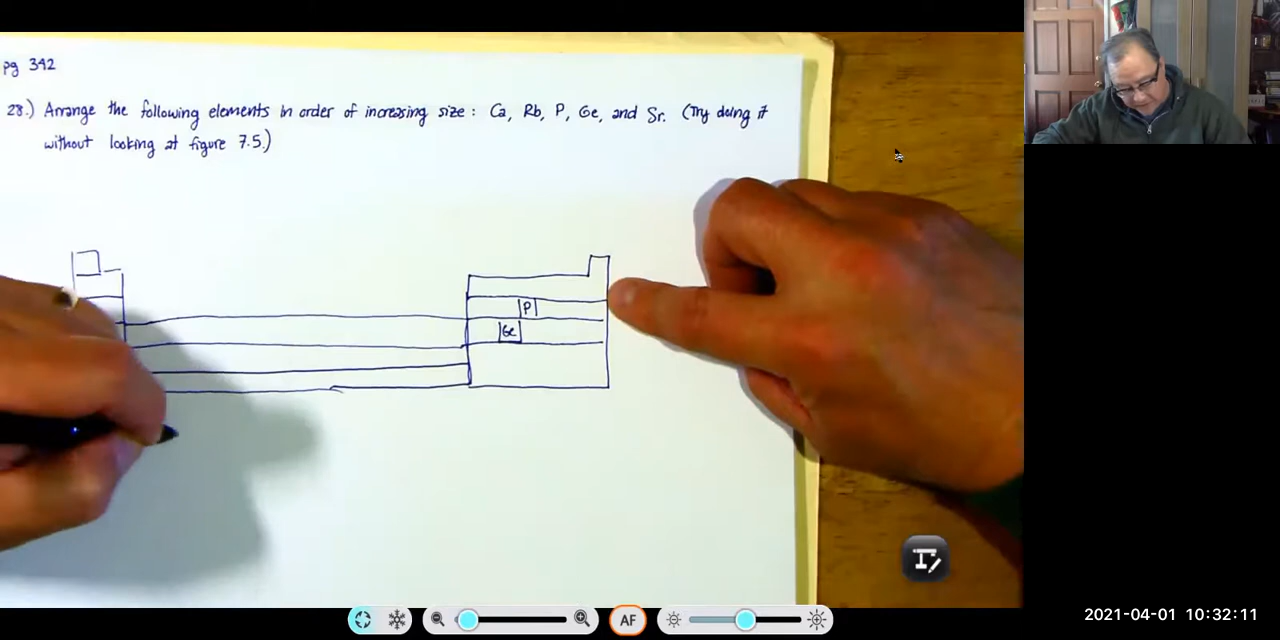 pg 342
28.) Arrange the following elements in order of increasing size : Ca, Rb, P, Ge, and Sr. (Try doing it
without looking at figure 7.5.)
P
Ge
AF
2021-04-01 10:32:11